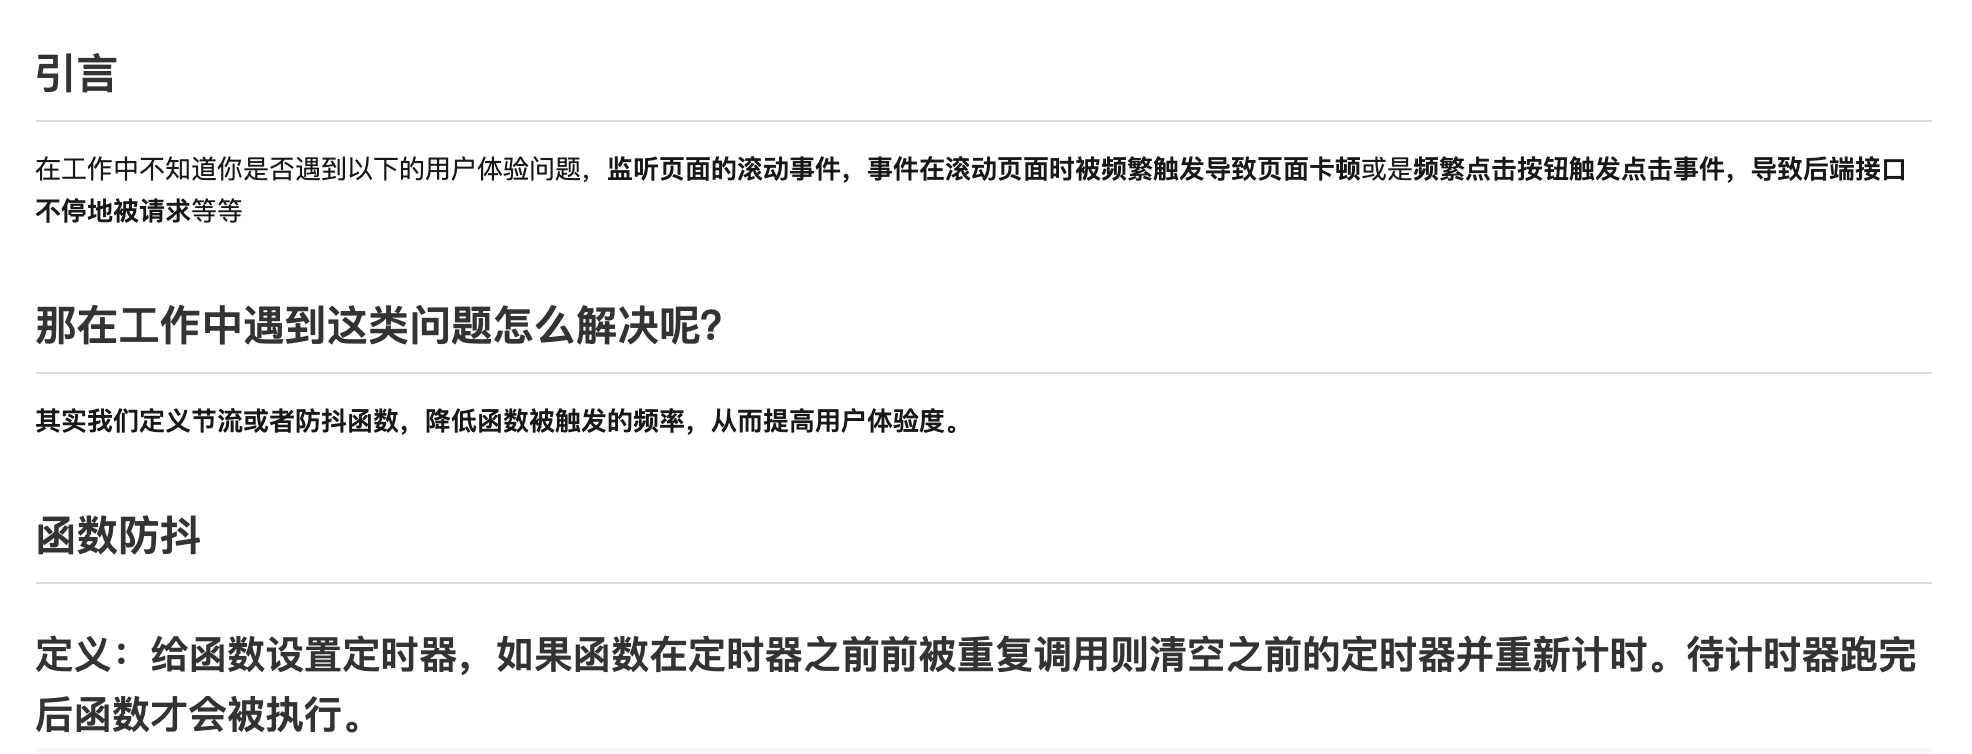 引言
在工作中不知道你是否遇到以下的用户体验问题，监听页面的滚动事件，事件在滚动页面时被频繁触发导致页面卡顿或是频繁点击按钮触发点击事件，导致后端接口
不停地被请求等等
那在工作中遇到这类问题怎么解决呢？
其实我们定义节流或者防抖函数，降低函数被触发的频率，从而提高用户体验度。
函数防抖
定义：给函数设置定时器，如果函数在定时器之前前被重复调用则清空之前的定时器并重新计时。待计时器跑完
后函数才会被执行。